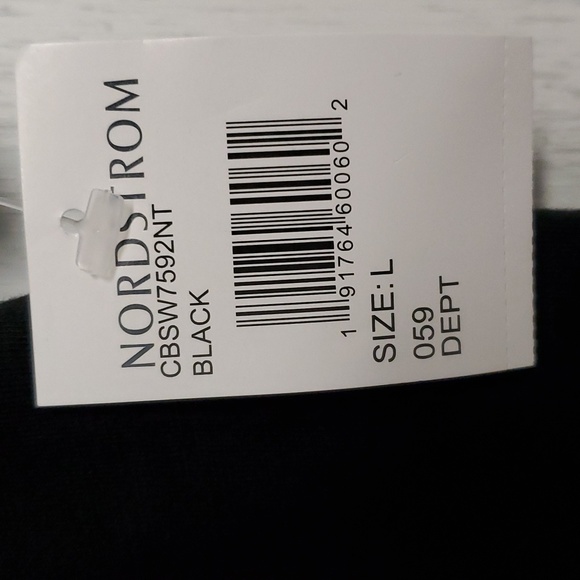 NORDSTROM
CBSW7592NT
BLACK
1 91764 60060 2
SIZE: L
059
DEPT